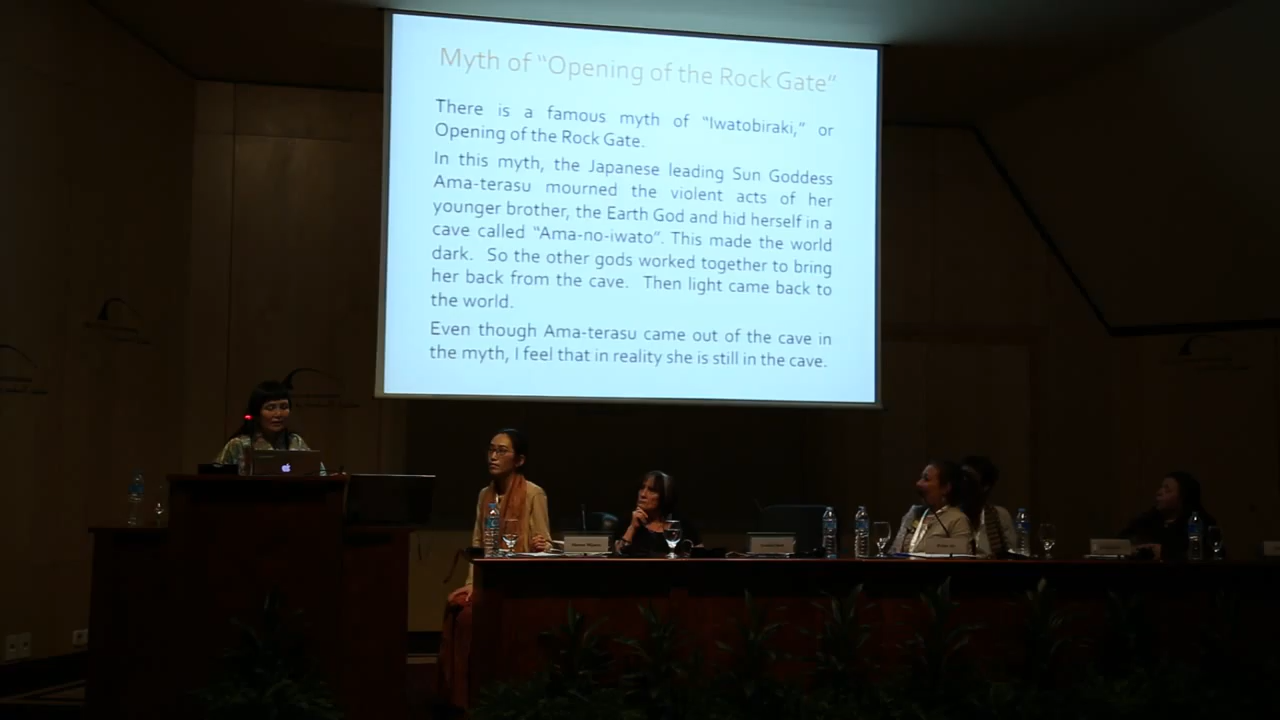 Myth of “Opening of the Rock Gate”
There is a famous myth of “Iwatobiraki,” or
Opening of the Rock Gate.
In this myth, the Japanese leading Sun Goddess
Ama-terasu mourned the violent acts of her
younger brother, the Earth God and hid herself in a
cave called “Ama-no-iwato”. This made the world
dark. So the other gods worked together to bring
her back from the cave. Then light came back to
the world.
Even though Ama-terasu came out of the cave in
the myth, I feel that in reality she is still in the cave.